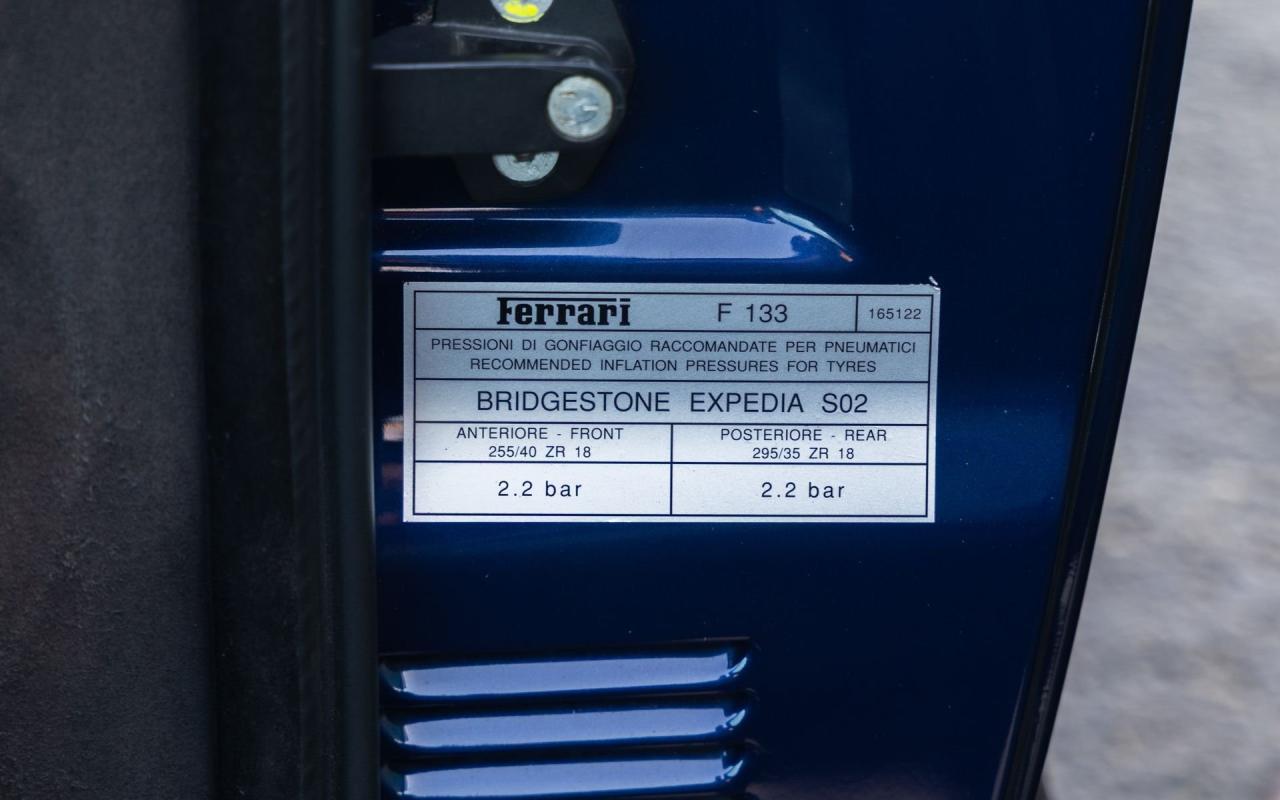 Ferrari F 133 165122
PRESSIONI DI GONFIAGGIO RACCOMANDATE PER PNEUMATICI
RECOMMENDED INFLATION PRESSURES FOR TYRES
BRIDGESTONE EXPEDIA S02
ANTERIORE - FRONT
255/40 ZR 18
POSTERIORE - REAR
295/35 ZR 18
2.2 bar
2.2 bar